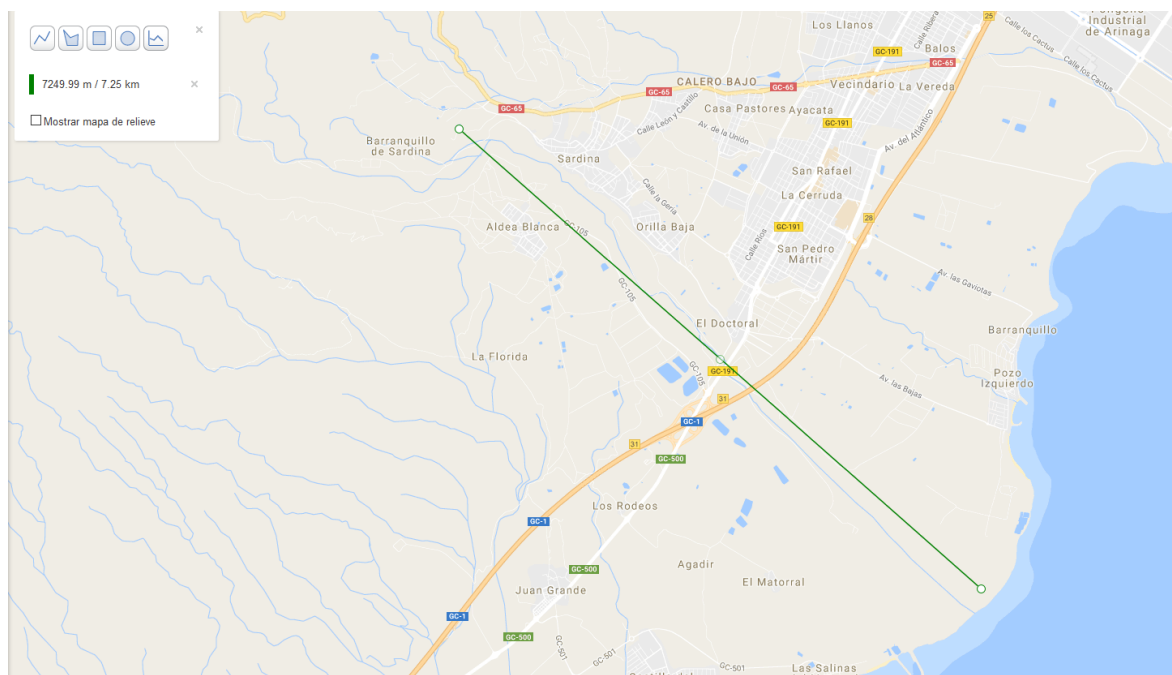 7249.99 m / 7.25 km
Mostrar mapa de relieve
Los Llanos
Calle Ribera
25
Industrial
de Arinaga
Calle los Cactus
Calle los Cactus
GC-191
Balos
GC-65
CALERO BAJO
GC-65
GC-65
Vecindario
La Vereda
GC-65
Casa Pastores
Ayacata
GC-191
Calle León y Castillo
Av. de la Unión
Av. del Atlántico
Barranquillo
de Sardina
Sardina
San Rafael
La Cerruda
Calle la Geria
Aldea Blanca
GC-105
Orilla Baja
GC-191
28
Calle Ríos
San Pedro
Mártir
GC-105
Av. las Gaviotas
El Doctoral
Barranquillo
La Florida
GC-105
GC-191
Pozo
Izquierdo
Av. las Bajas
31
GC-1
31
GC-500
Los Rodeos
GC-1
Agadir
El Matorral
GC-500
Juan Grande
GC-1
GC-500
GC-501
GC-501
GC-501
Las Salinas